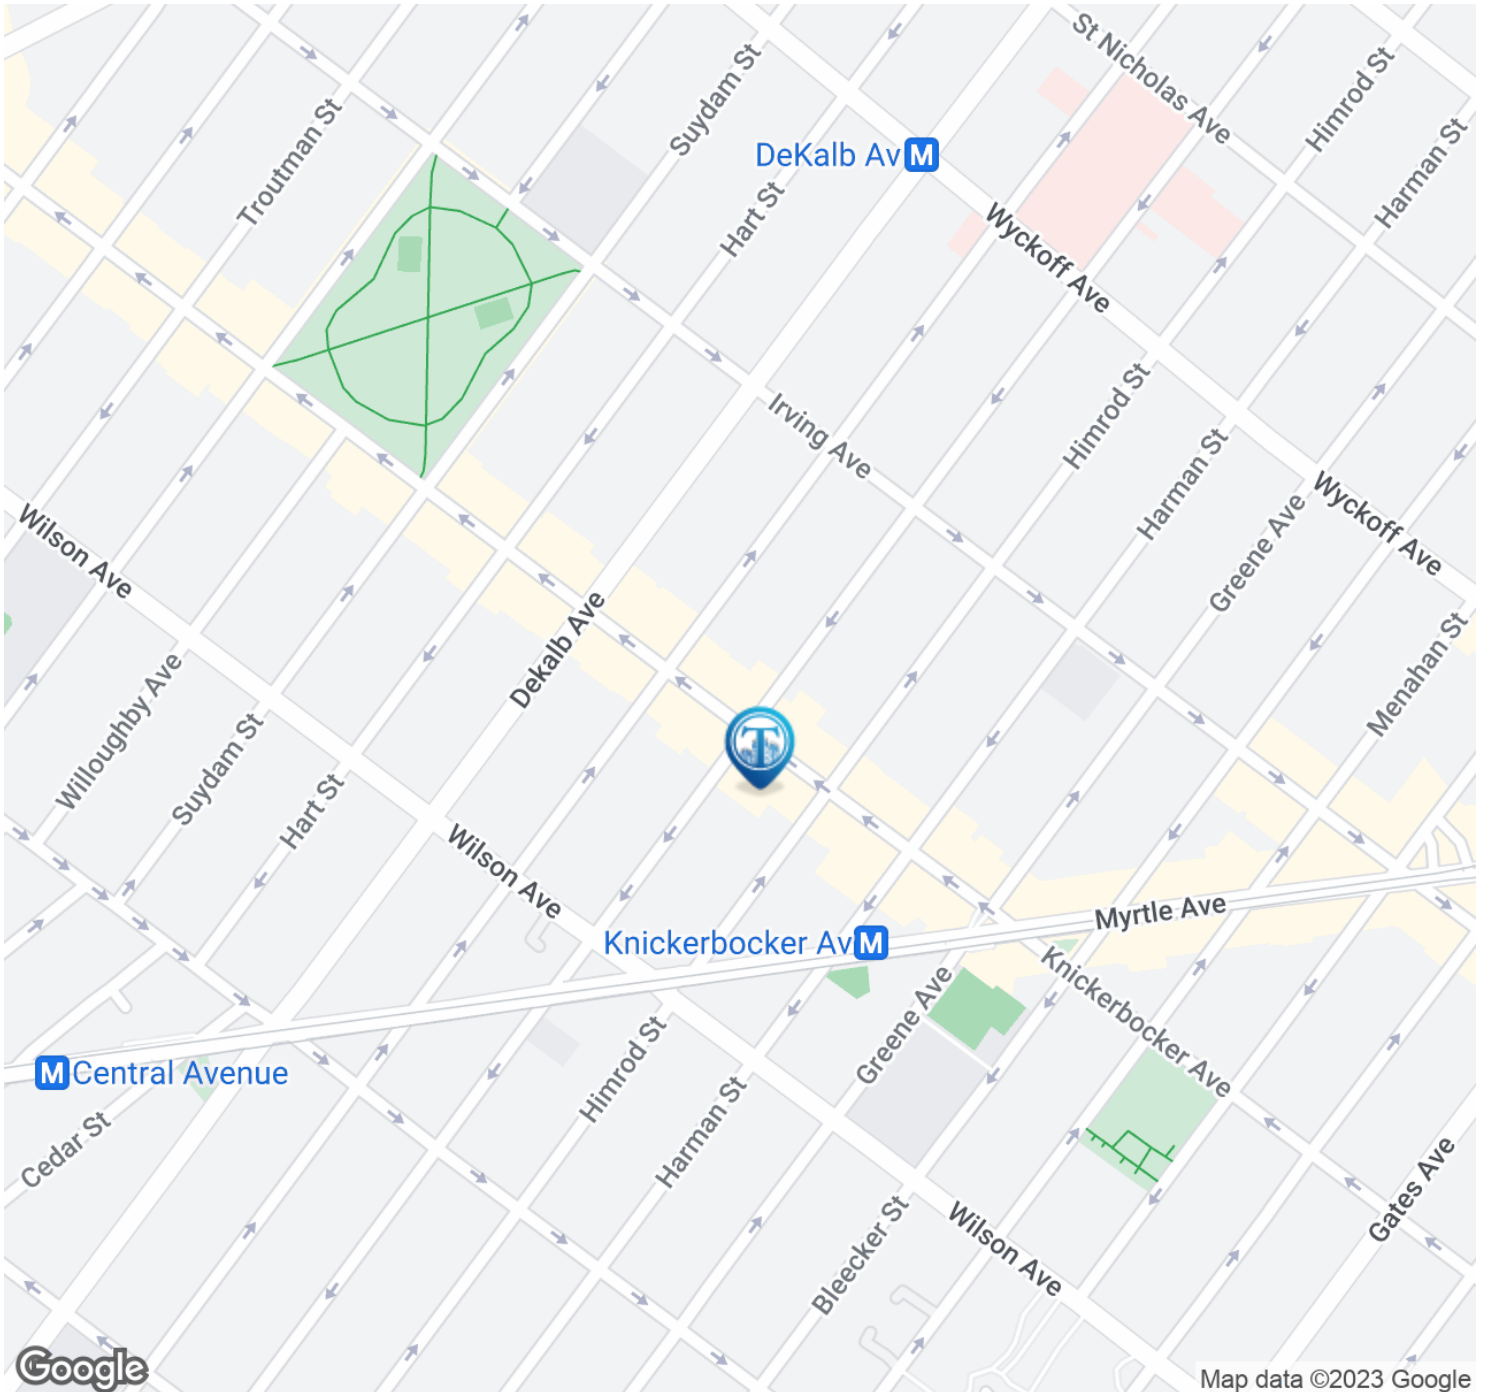 St Nicholas Ave
Himrod St
Suydam St
Troutman St
DeKalb Av M
Harman St
Hart St
Wyckoff Ave
Himrod St
Irving Ave
Harman St
Wyckoff Ave
Greene Ave
Wilson Ave
Dekalb Ave
Menahan St
Willoughby Ave
Suydam St
T
Hart St
Wilson Ave
Myrtle Ave
Knickerbocker Av M
Knickerbocker Ave
Greene Ave
M Central Avenue
Himrod St
Harman St
Cedar St
Gates Ave
Bleecker St
Wilson Ave
Google
Map data ©2023 Google